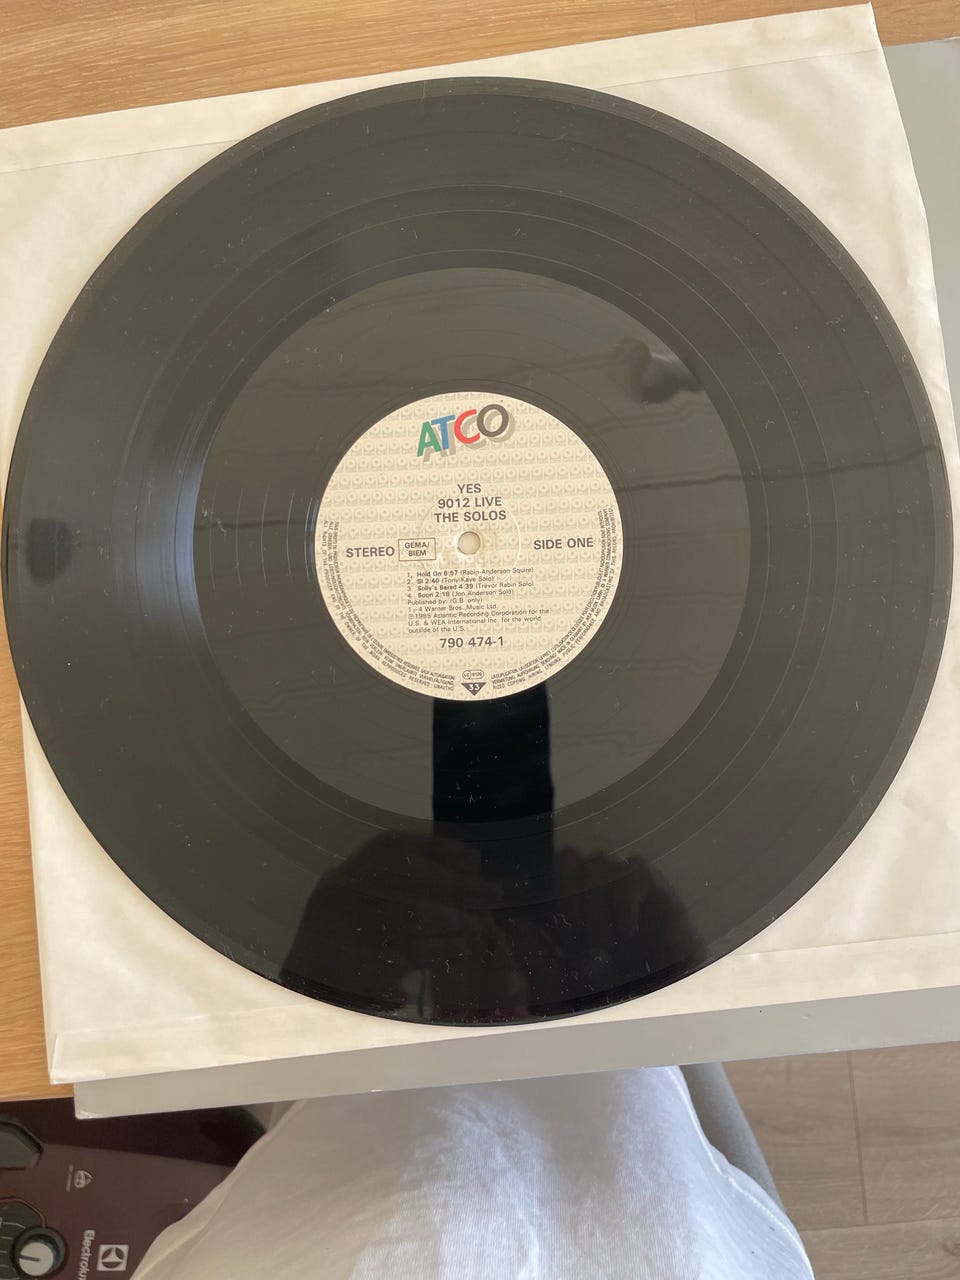 ATCO
YES
9012 LIVE
THE SOLOS
STEREO GEMA/ BIEM SIDE ONE
1. Hold On 6:57 (Rabin-Anderson-Squire)
2. Si 2:40 (Tony Kaye Solo)
3. Solly's Beard 4:39 (Trevor Rabin Solo)
4. Soon 2:16 (Jon Anderson Solo)
Published by: (G.B. only)
1.-4 Warner Bros. Music Ltd.
℗1985 Atlantic Recording Corporation for the
U.S. & WEA International Inc. for the world
outside of the U.S.
790 474-1
33
Electrolux